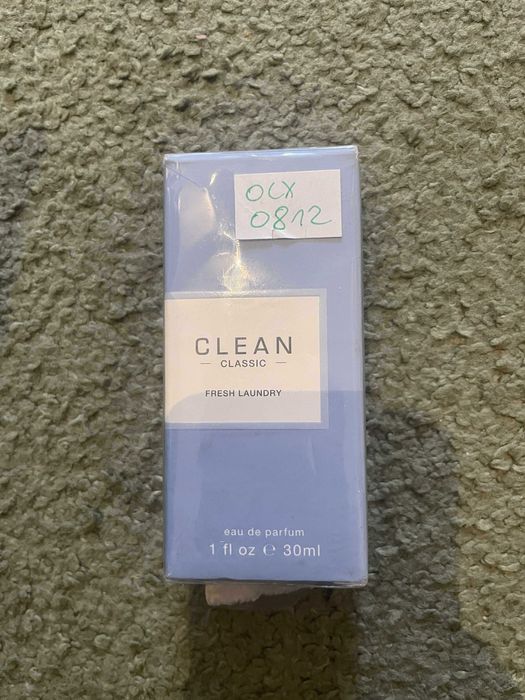 OLX
0812
CLEAN
— CLASSIC —
FRESH LAUNDRY
eau de parfum
1 fl oz e 30ml